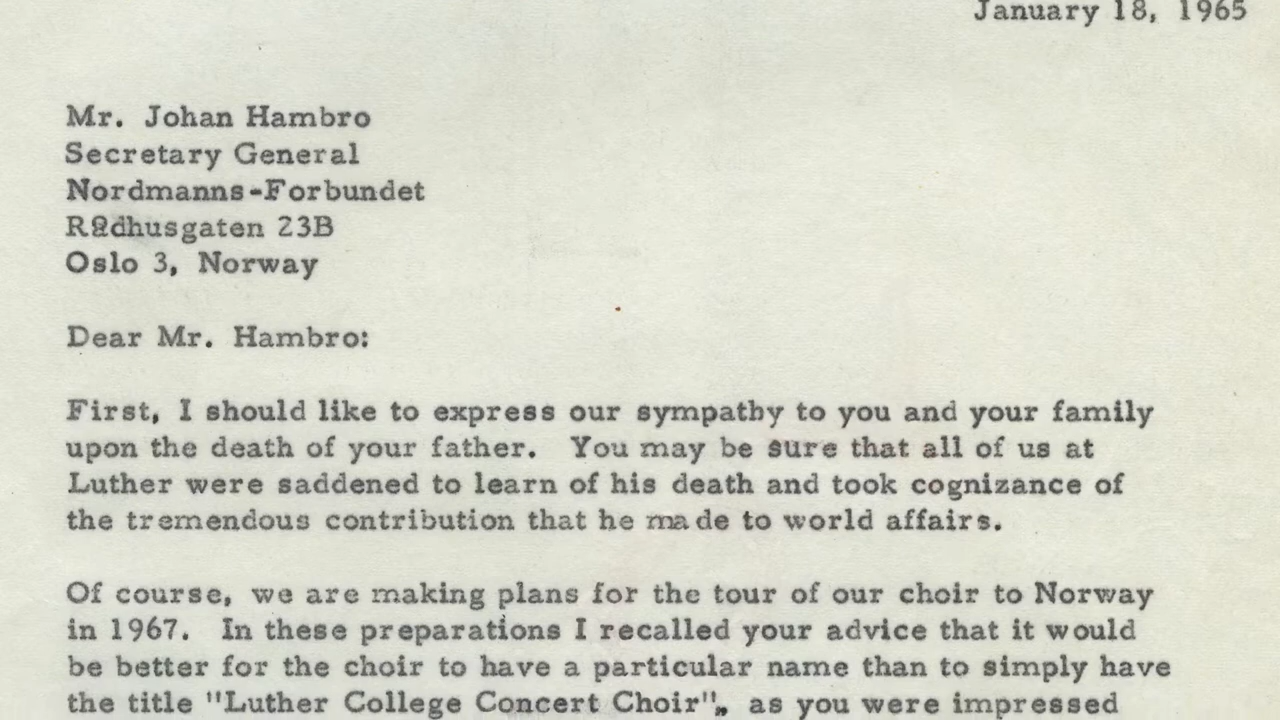 January 18, 1965
Mr. Johan Hambro
Secretary General
Nordmanns-Forbundet
Rådhusgaten 23B
Oslo 3, Norway
Dear Mr. Hambro:
First, I should like to express our sympathy to you and your family
upon the death of your father. You may be sure that all of us at
Luther were saddened to learn of his death and took cognizance of
the tremendous contribution that he made to world affairs.
Of course, we are making plans for the tour of our choir to Norway
in 1967. In these preparations I recalled your advice that it would
be better for the choir to have a particular name than to simply have
the title "Luther College Concert Choir", as you were impressed